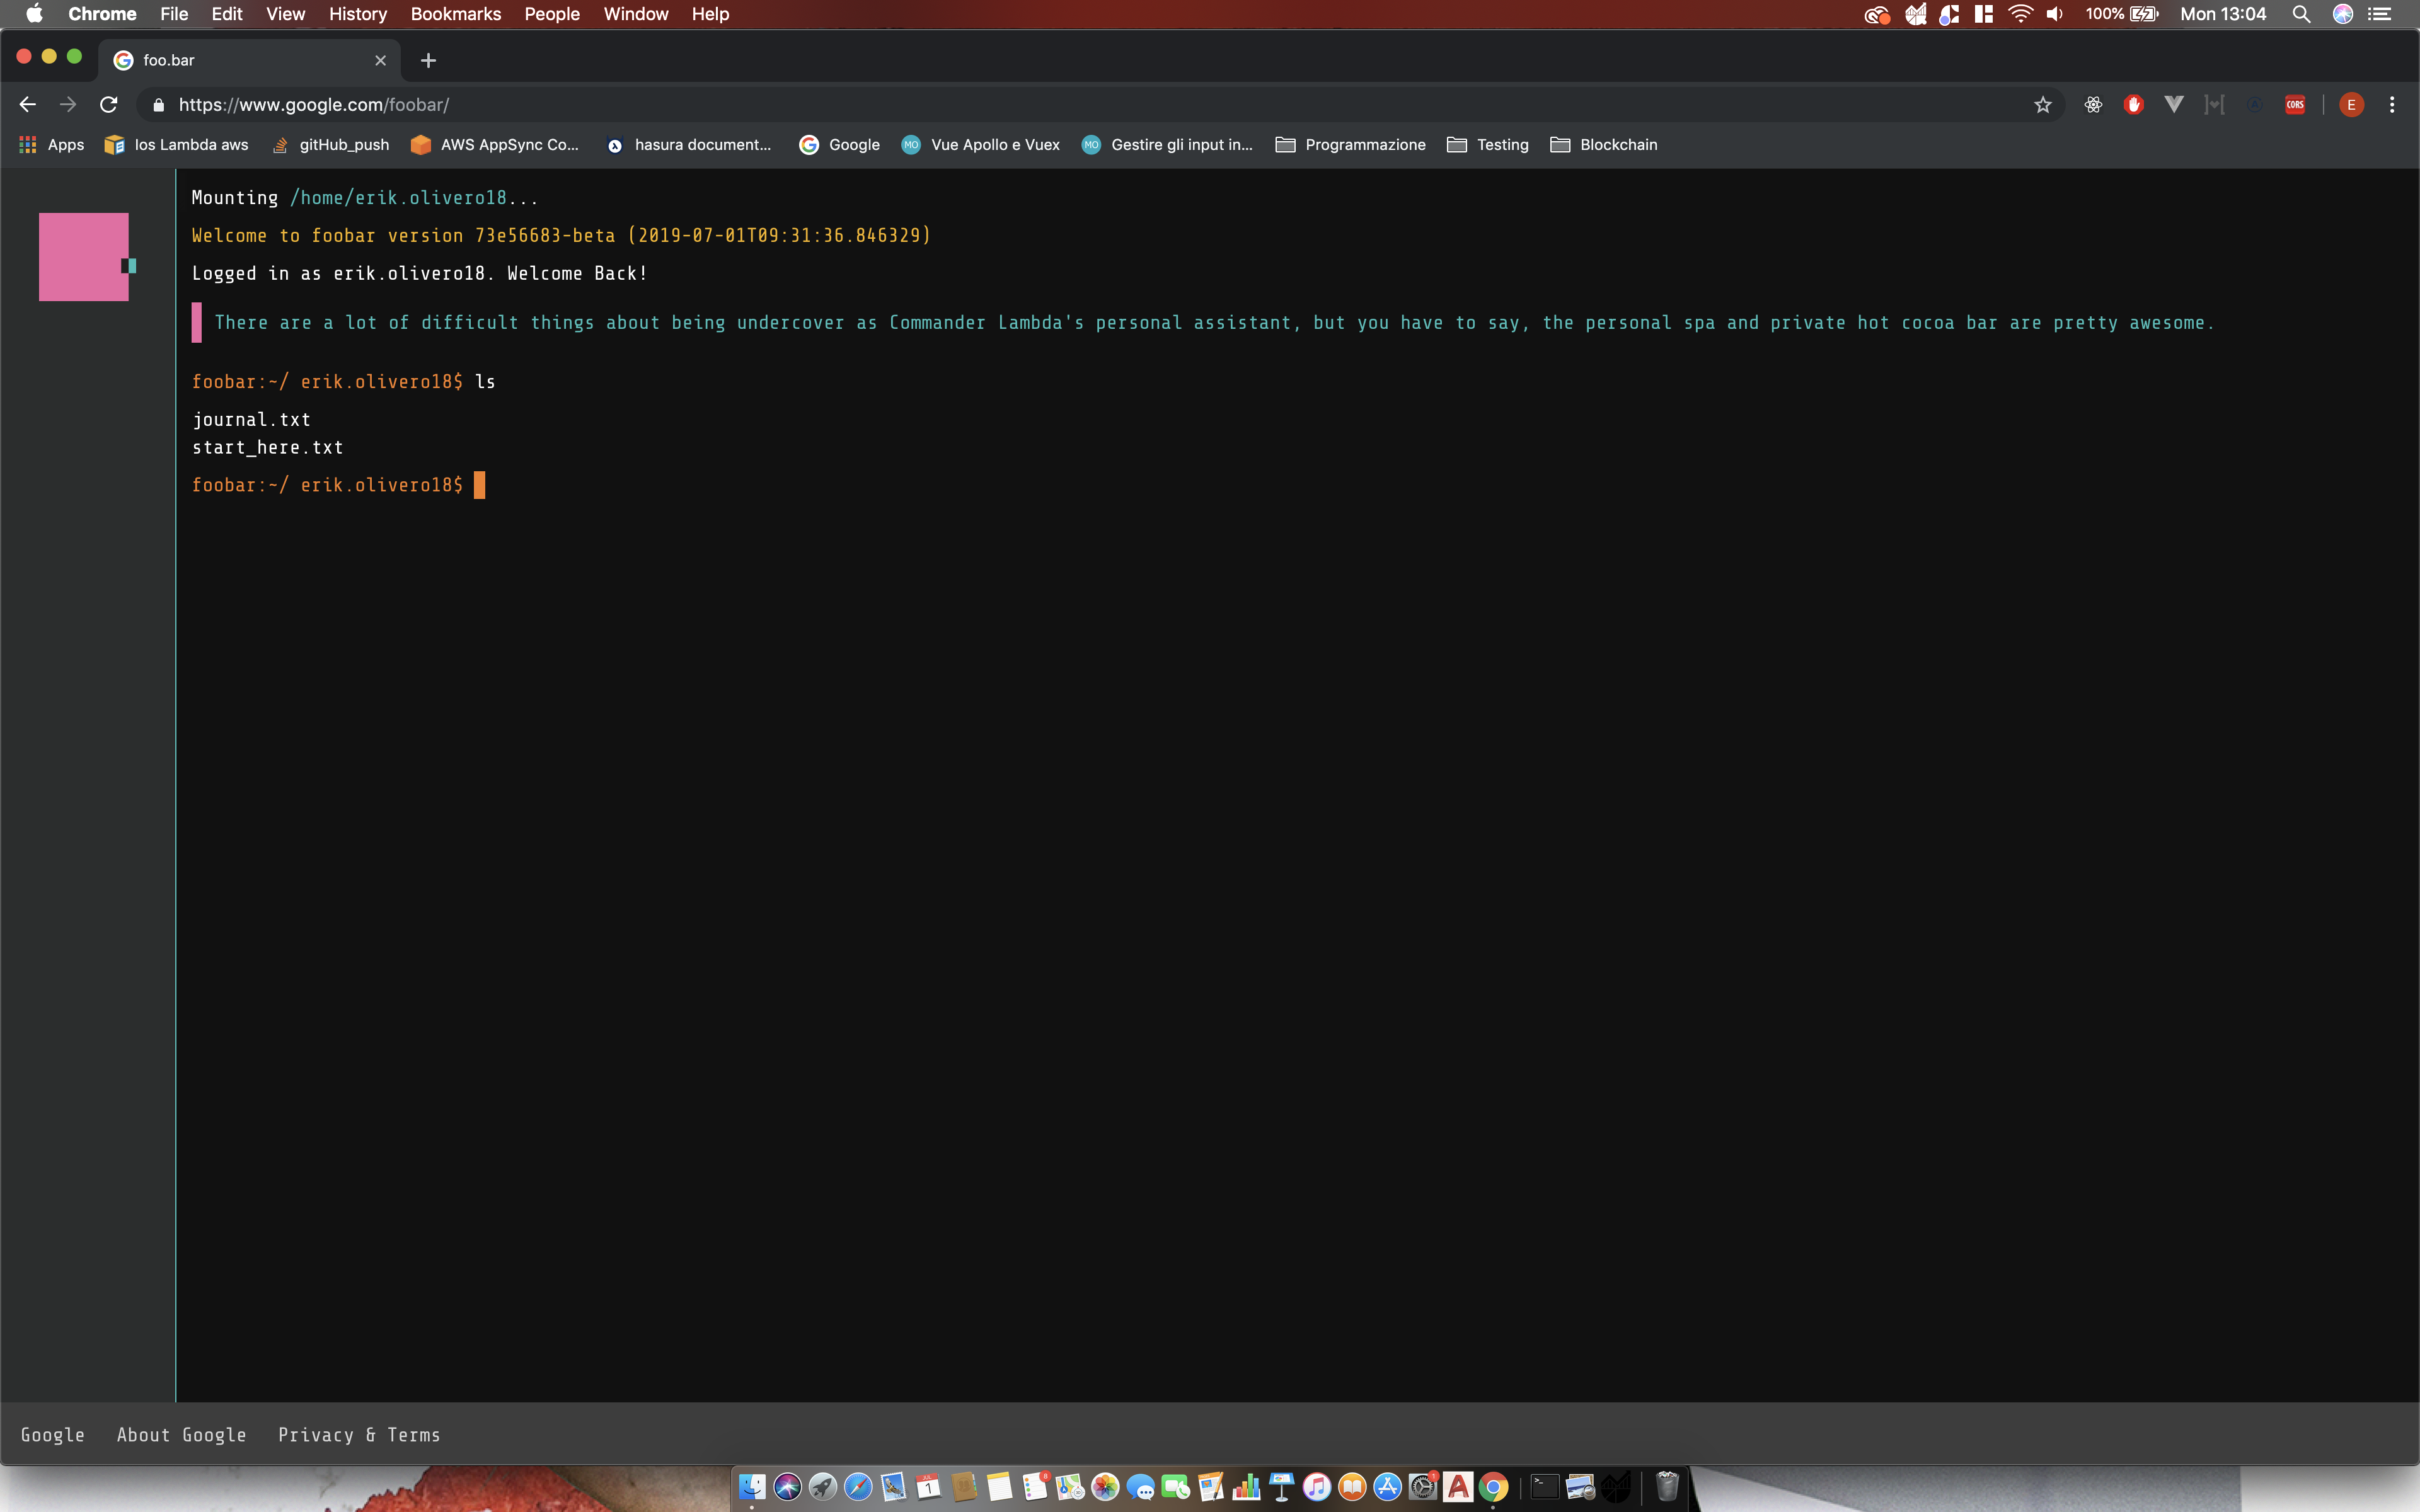 Chrome File Edit View History Bookmarks People Window Help 100% Mon 13:04
foo.bar
https://www.google.com/foobar/ CORS E
Apps Ios Lambda aws gitHub_push AWS AppSync Co... hasura document... Google MO Vue Apollo e Vuex MO Gestire gli input in... Programmazione Testing Blockchain
Mounting /home/erik.olivero18...
Welcome to foobar version 73e56683-beta (2019-07-01T09:31:36.846329)
Logged in as erik.olivero18. Welcome Back!
There are a lot of difficult things about being undercover as Commander Lambda's personal assistant, but you have to say, the personal spa and private hot cocoa bar are pretty awesome.
foobar:~/ erik.olivero18$ ls
journal.txt
start_here.txt
foobar:~/ erik.olivero18$
Google About Google Privacy & Terms